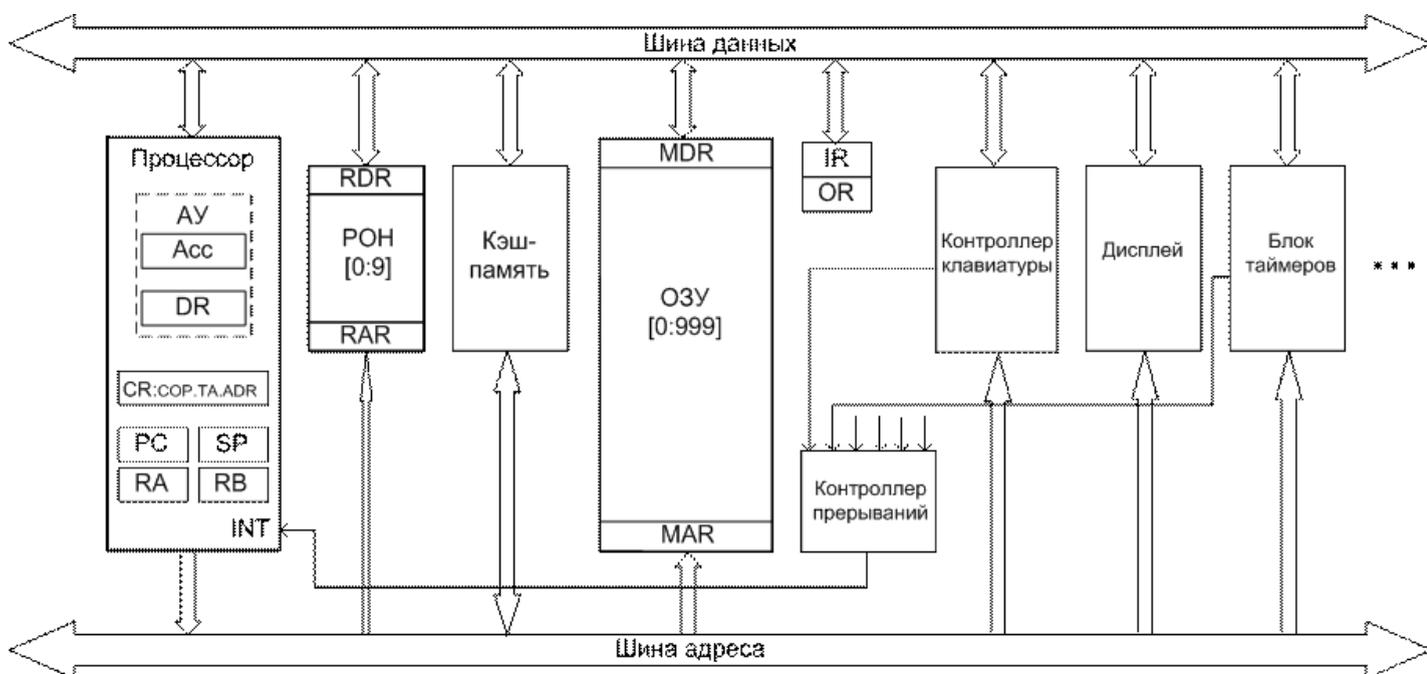 Шина данных
Процессор
АУ
Acc
DR
CR:COP.TA.ADR
PC
SP
RA
RB
INT
RDR
РОН
[0:9]
RAR
Кэш-
память
MDR
ОЗУ
[0:999]
MAR
IR
OR
Контроллер
клавиатуры
Дисплей
Блок
таймеров
...
Контроллер
прерываний
Шина адреса